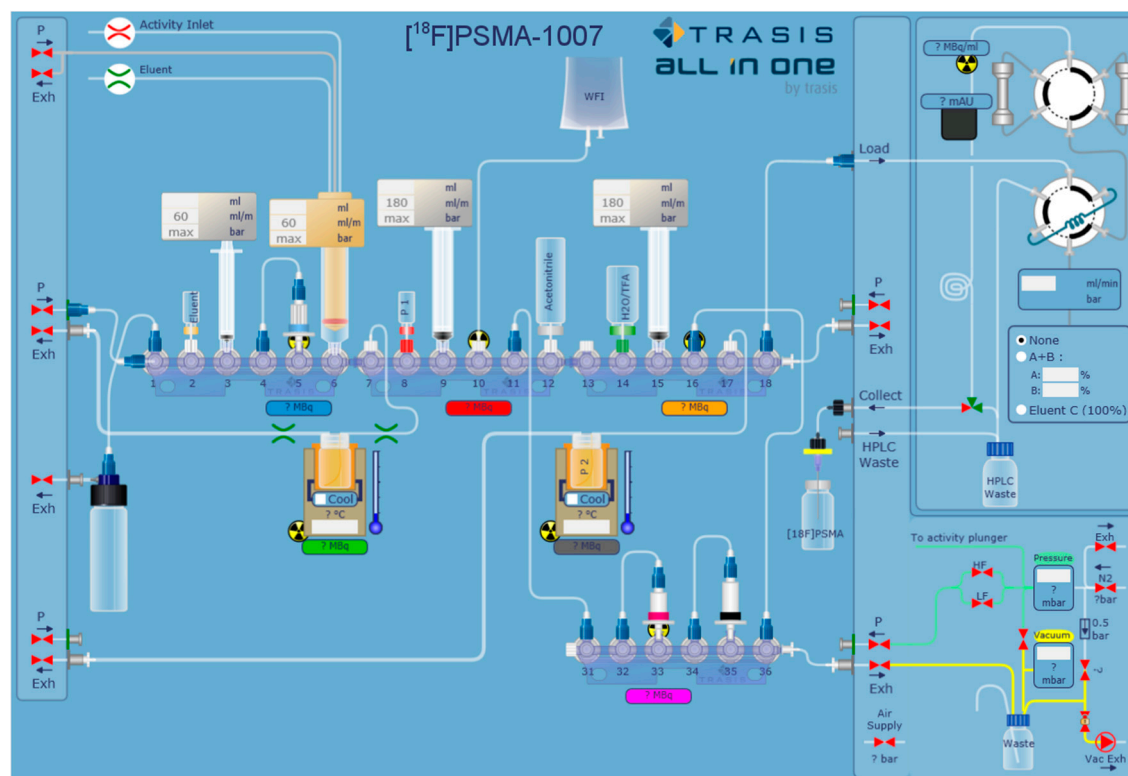 P
Exh
Activity Inlet
Eluent
[¹⁸F]PSMA-1007
TRASIS
ALL IN ONE
by trasis
WFI
60
max
ml
ml/m
bar
60
max
ml
ml/m
bar
180
max
ml
ml/m
bar
180
max
ml
ml/m
bar
Eluent
P 1
Acetonitrile
H2O/TFA
P
Exh
1
2
3
4
5
6
7
8
9
10
11
12
13
14
15
16
17
18
TRASIS
TRASIS
TRASIS
? MBq
? MBq
? MBq
Exh
Cool
? ºC
? MBq
P 2
Cool
? ºC
? MBq
P
Exh
31
32
33
34
35
36
TRASIS
? MBq
Load
P
Exh
Collect
HPLC
Waste
[18F]PSMA
P
Exh
Air
Supply
? bar
? MBq/ml
? mAU
ml/min
bar
None
A+B :
A:
%
B:
%
Eluent C (100%)
HPLC
Waste
To activity plunger
HF
LF
Pressure
?
mbar
Exh
N2
?bar
0.5
bar
Vacuum
?
mbar
?
Waste
Vac Exh